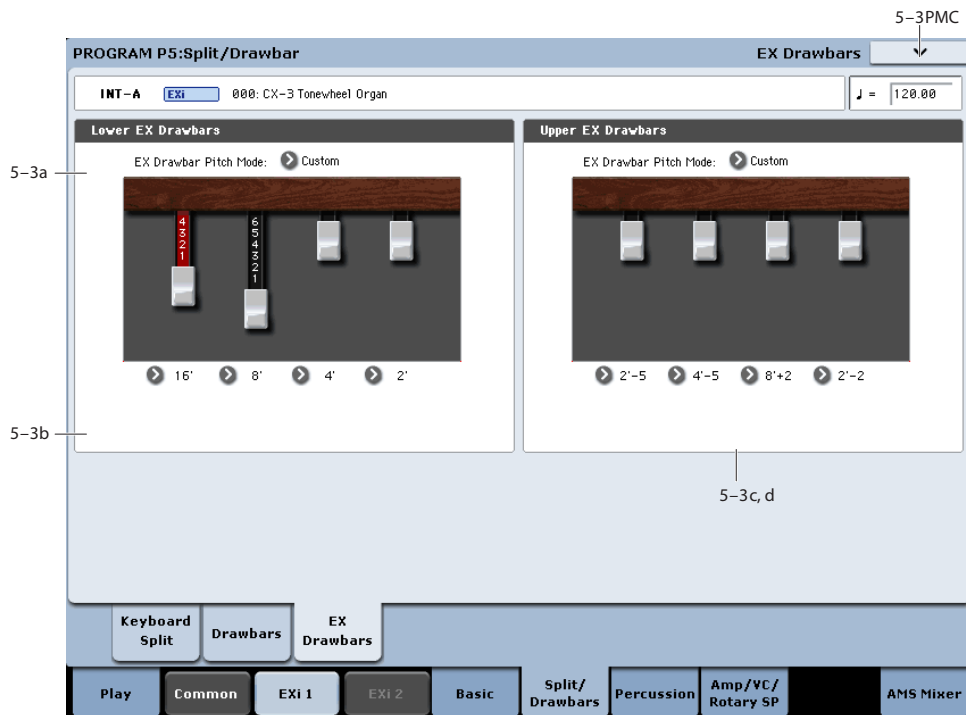 5–3PMC
PROGRAM P5:Split/Drawbar
EX Drawbars
INT-A EXi 000: CX-3 Tonewheel Organ
♩ = 120.00
Lower EX Drawbars
Upper EX Drawbars
5–3a
EX Drawbar Pitch Mode: Custom
EX Drawbar Pitch Mode: Custom
4
3
2
1
6
5
4
3
2
1
16' 8' 4' 2'
2'-5 4'-5 8'+2 2'-2
5–3b
5–3c, d
Keyboard Split
Drawbars
EX Drawbars
Play
Common
EXi 1
EXi 2
Basic
Split/ Drawbars
Percussion
Amp/VC/ Rotary SP
AMS Mixer